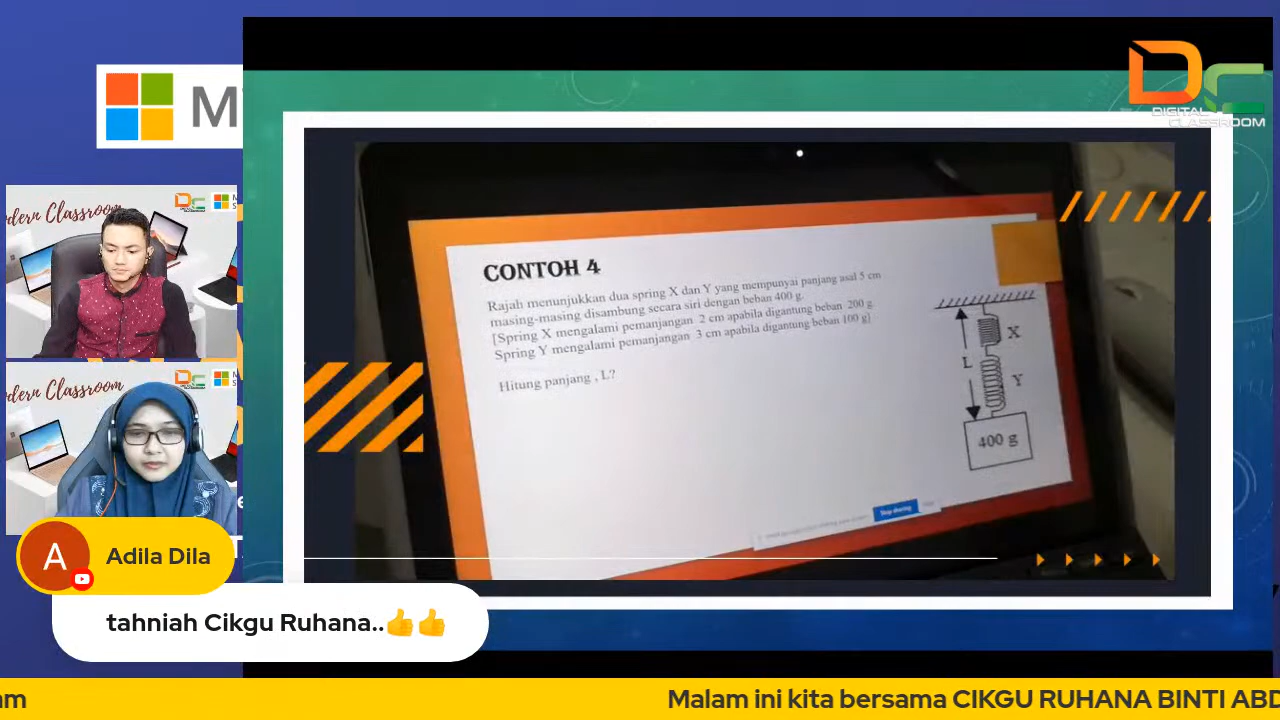 M
DIGITAL
CLASSROOM
dern Classroom
dern Classroom
CONTOH 4
Rajah menunjukkan dua spring X dan Y yang mempunyai panjang asal 5 cm
masing-masing disambung secara siri dengan beban 400 g.
[Spring X mengalami pemanjangan 2 cm apabila digantung beban 200 g
Spring Y mengalami pemanjangan 3 cm apabila digantung beban 100 g]
Hitung panjang , L?
X
L
Y
400 g
Stop sharing
A
Adila Dila
tahniah Cikgu Ruhana..👍👍
am
Malam ini kita bersama CIKGU RUHANA BINTI ABD